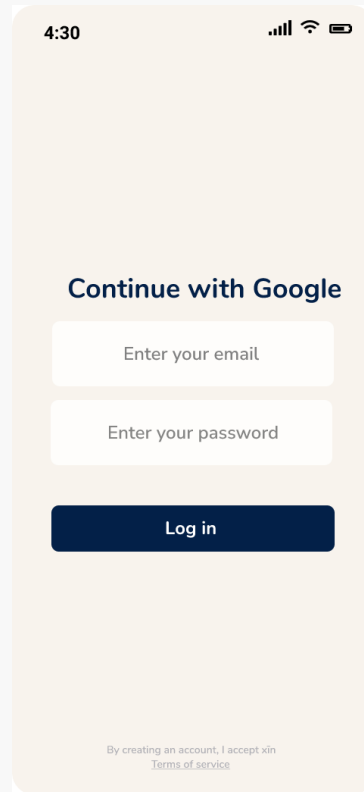 4:30
Continue with Google
Enter your email
Enter your password
Log in
By creating an account, I accept xīn
Terms of service